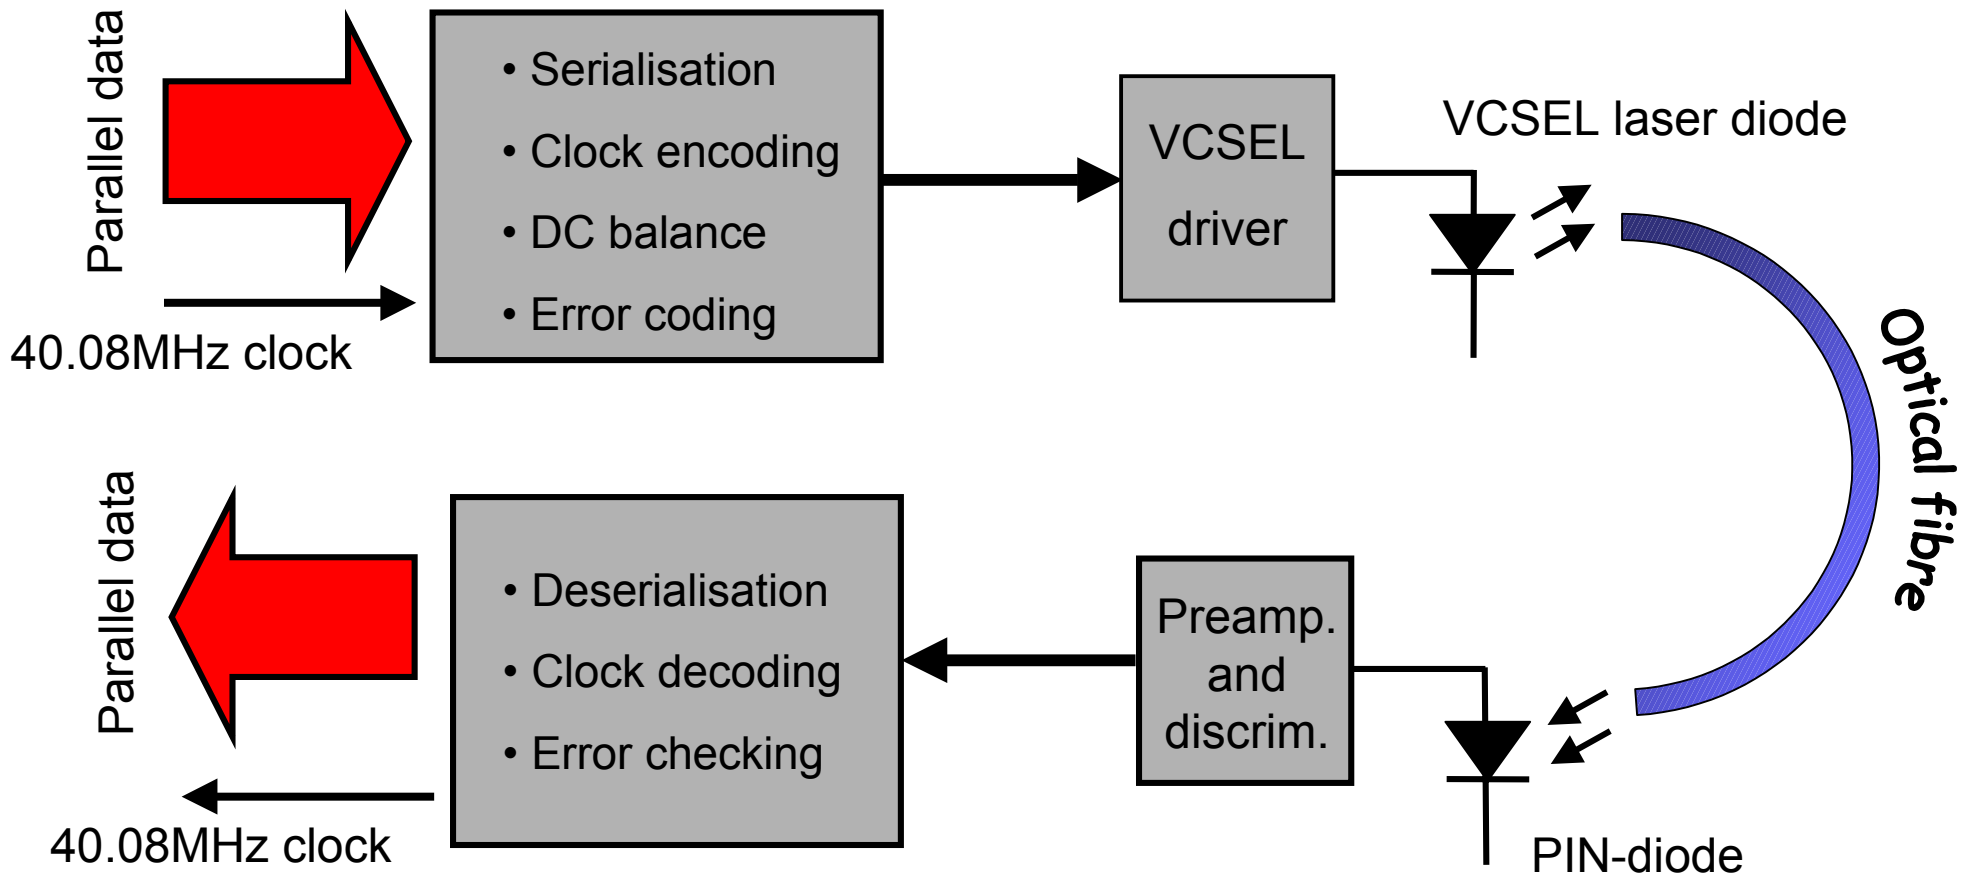 Parallel data
40.08MHz clock
• Serialisation
• Clock encoding
• DC balance
• Error coding
VCSEL
driver
VCSEL laser diode
Optical fibre
Parallel data
40.08MHz clock
• Deserialisation
• Clock decoding
• Error checking
Preamp.
and
discrim.
PIN-diode